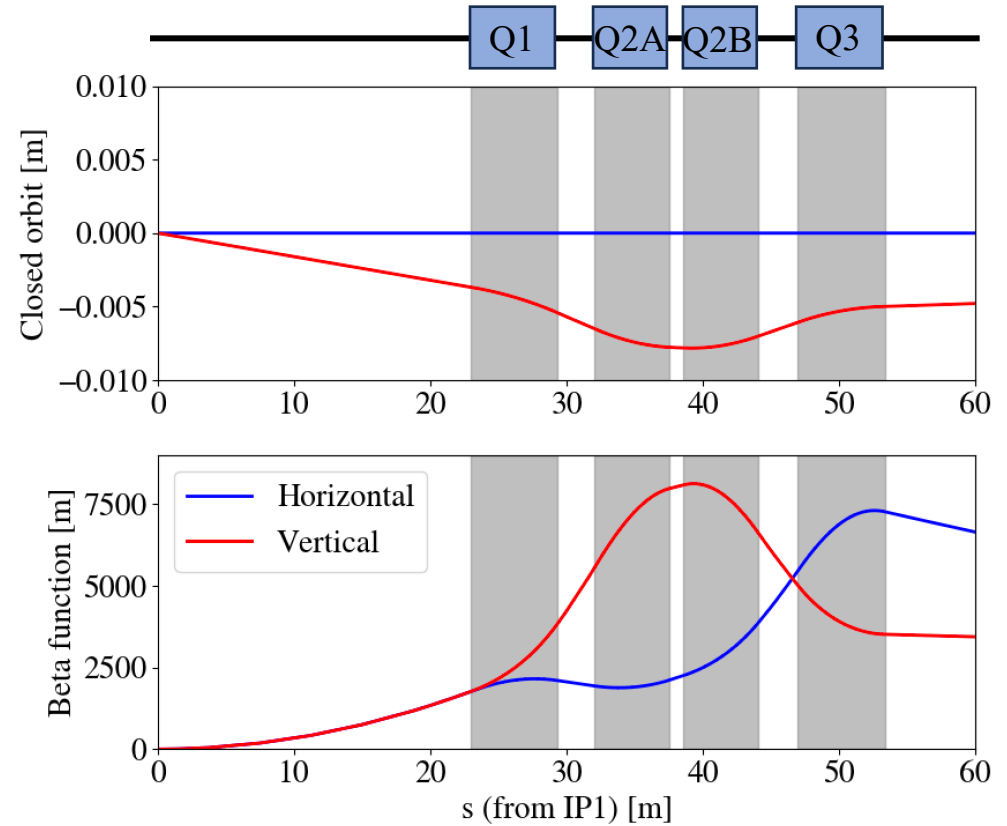 Q1 Q2A Q2B Q3
Closed orbit [m]
0.010
0.005
0.000
−0.005
−0.010
0 10 20 30 40 50 60
Beta function [m]
7500
5000
2500
0
Horizontal
Vertical
0 10 20 30 40 50 60
s (from IP1) [m]